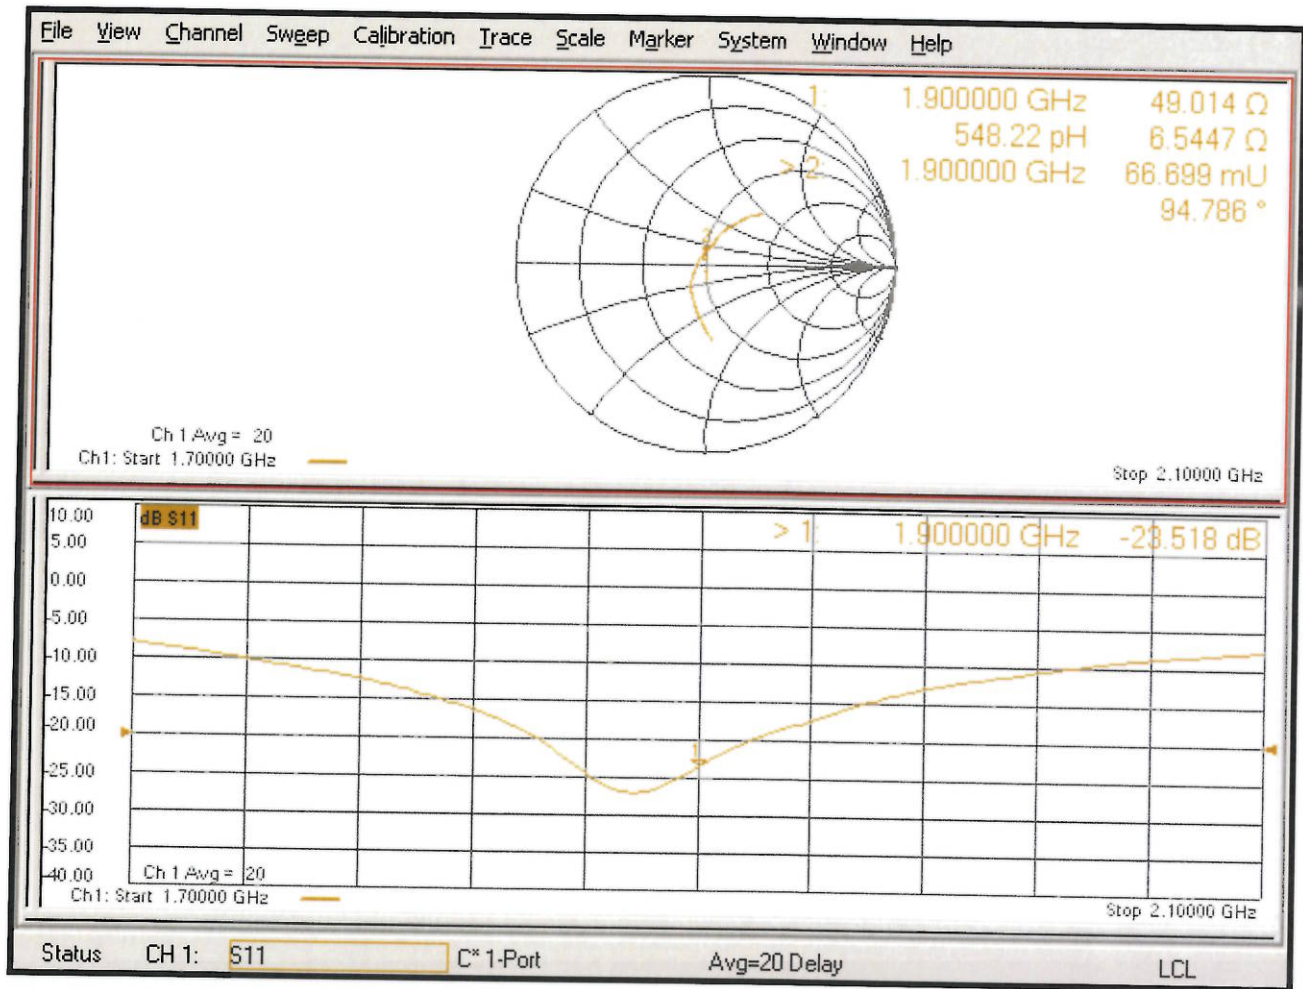 File View Channel Sweep Calibration Trace Scale Marker System Window Help
1: 1.900000 GHz 49.014 Ω
548.22 pH 6.5447 Ω
> 2: 1.900000 GHz 66.699 mU
94.786 °
Ch 1 Avg = 20
Ch1: Start 1.70000 GHz
Stop 2.10000 GHz
10.00
dB S11
> 1: 1.900000 GHz -23.518 dB
5.00
0.00
-5.00
-10.00
-15.00
-20.00
1
-25.00
-30.00
-35.00
-40.00
Ch 1 Avg = 20
Ch1: Start 1.70000 GHz
Stop 2.10000 GHz
Status CH 1: S11 C* 1-Port Avg=20 Delay LCL